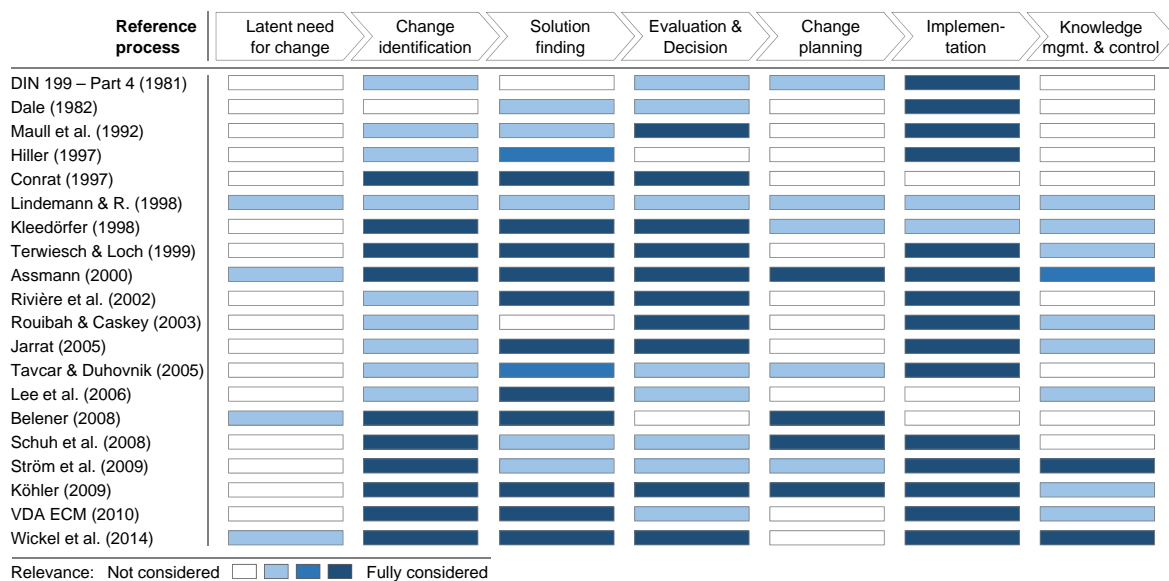 Reference process
Latent need for change
Change identification
Solution finding
Evaluation & Decision
Change planning
Implemen-tation
Knowledge mgmt. & control
DIN 199 – Part 4 (1981)
Dale (1982)
Maull et al. (1992)
Hiller (1997)
Conrat (1997)
Lindemann & R. (1998)
Kleedörfer (1998)
Terwiesch & Loch (1999)
Assmann (2000)
Rivière et al. (2002)
Rouibah & Caskey (2003)
Jarrat (2005)
Tavcar & Duhovnik (2005)
Lee et al. (2006)
Belener (2008)
Schuh et al. (2008)
Ström et al. (2009)
Köhler (2009)
VDA ECM (2010)
Wickel et al. (2014)
Relevance: Not considered Fully considered